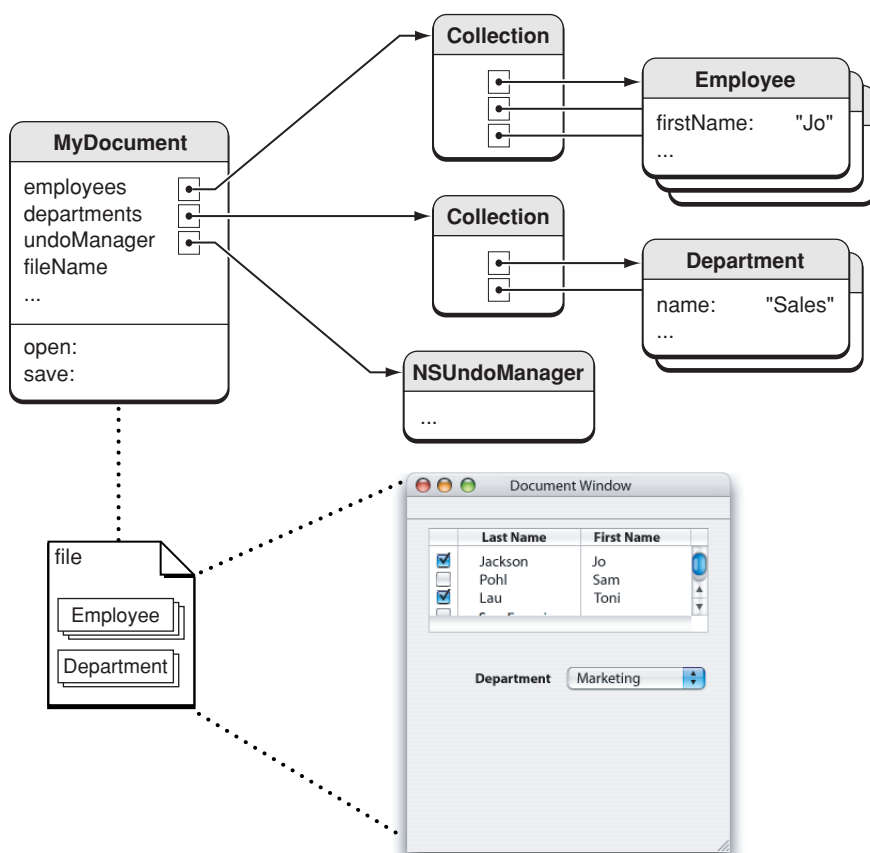 Collection
Employee
firstName: "Jo"
...
MyDocument
employees
departments
undoManager
fileName
...
open:
save:
Collection
Department
name: "Sales"
...
NSUndoManager
...
file
Employee
Department
Document Window
Last Name First Name
Jackson Jo
Pohl Sam
Lau Toni
Department Marketing